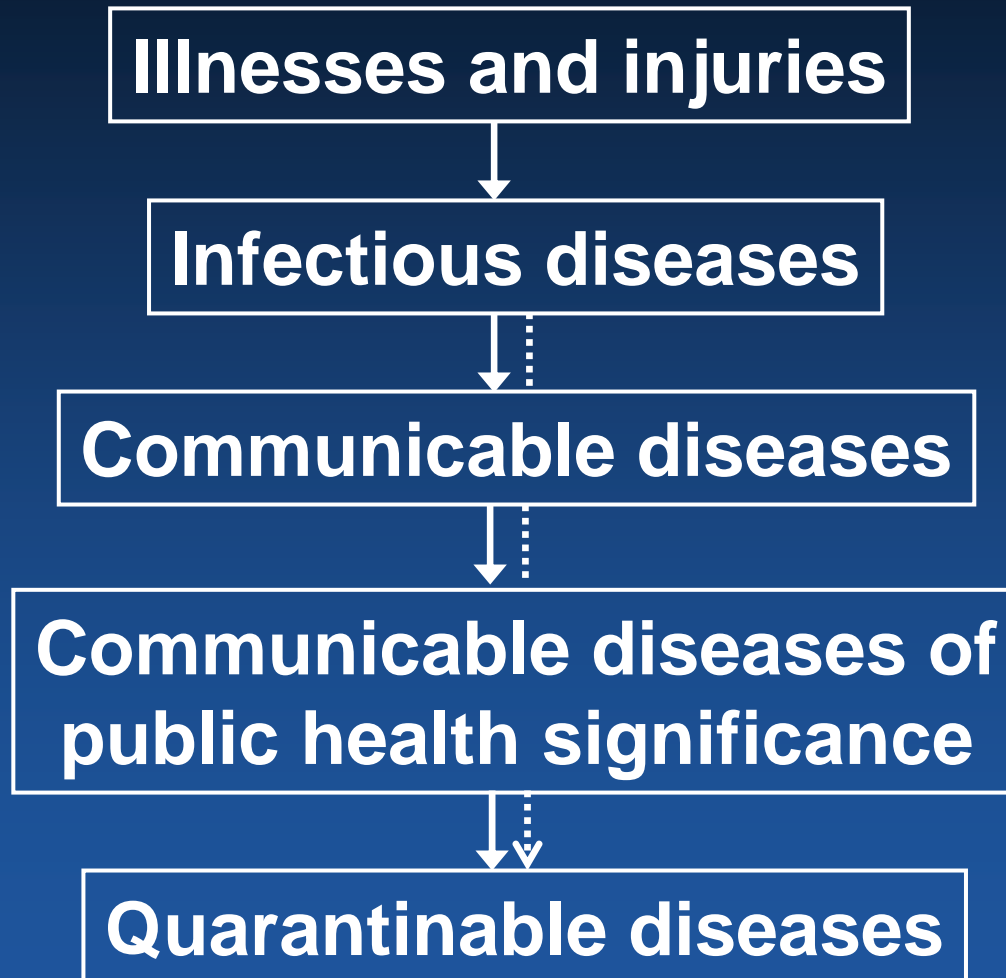 Illnesses and injuries
Infectious diseases
Communicable diseases
Communicable diseases of
public health significance
Quarantinable diseases